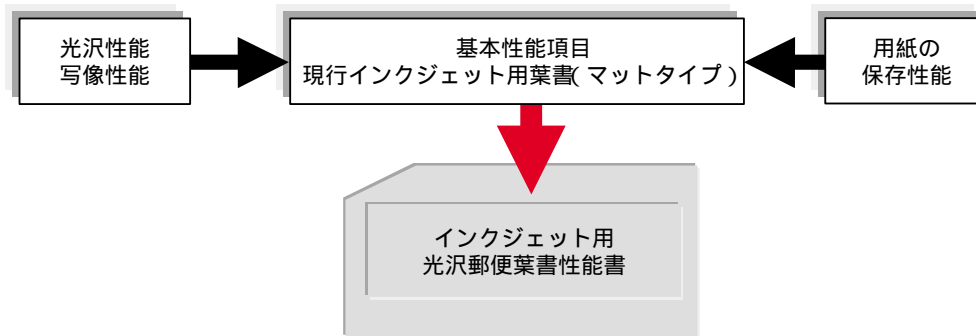 光沢性能
写像性能
基本性能項目
現行インクジェット用葉書(マットタイプ)
用紙の
保存性能
インクジェット用
光沢郵便葉書性能書